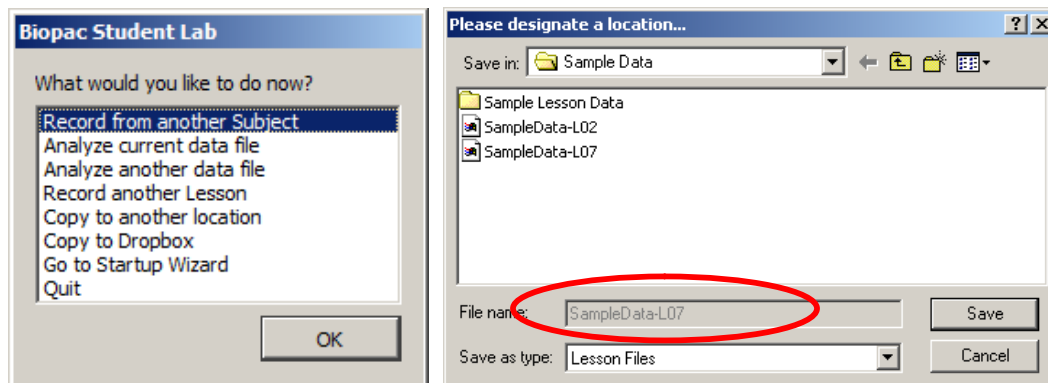 Biopac Student Lab
What would you like to do now?
Record from another Subject
Analyze current data file
Analyze another data file
Record another Lesson
Copy to another location
Copy to Dropbox
Go to Startup Wizard
Quit
OK
Please designate a location...
Save in: Sample Data
Sample Lesson Data
SampleData-L02
SampleData-L07
File name: SampleData-L07 Save
Save as type: Lesson Files Cancel